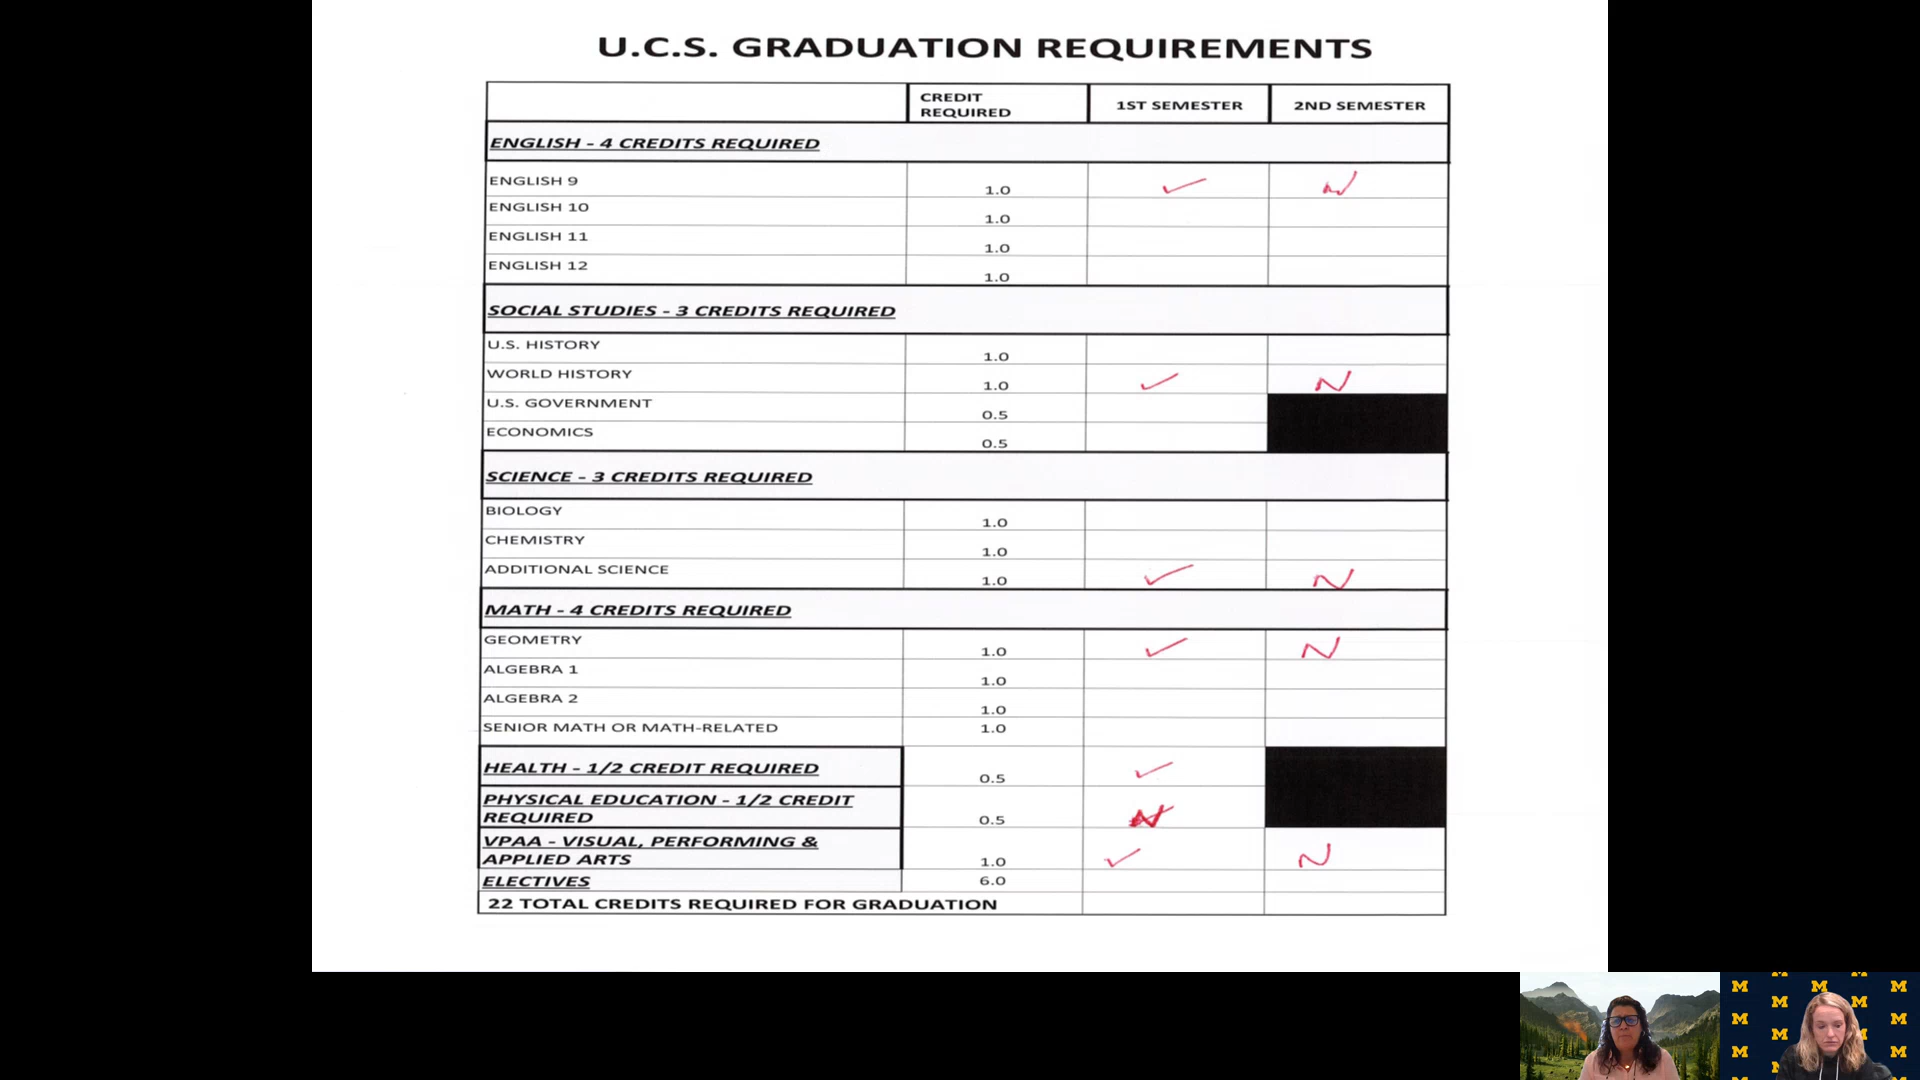 U.C.S. GRADUATION REQUIREMENTS
CREDIT REQUIRED 1ST SEMESTER 2ND SEMESTER
ENGLISH - 4 CREDITS REQUIRED
ENGLISH 9 1.0 ✓ N
ENGLISH 10 1.0
ENGLISH 11 1.0
ENGLISH 12 1.0
SOCIAL STUDIES - 3 CREDITS REQUIRED
U.S. HISTORY 1.0
WORLD HISTORY 1.0 ✓ N
U.S. GOVERNMENT 0.5
ECONOMICS 0.5
SCIENCE - 3 CREDITS REQUIRED
BIOLOGY 1.0
CHEMISTRY 1.0
ADDITIONAL SCIENCE 1.0 ✓ N
MATH - 4 CREDITS REQUIRED
GEOMETRY 1.0 ✓ N
ALGEBRA 1 1.0
ALGEBRA 2 1.0
SENIOR MATH OR MATH-RELATED 1.0
HEALTH - 1/2 CREDIT REQUIRED 0.5 ✓
PHYSICAL EDUCATION - 1/2 CREDIT
REQUIRED 0.5 N
VPAA - VISUAL, PERFORMING &
APPLIED ARTS 1.0 ✓ N
ELECTIVES 6.0
22 TOTAL CREDITS REQUIRED FOR GRADUATION